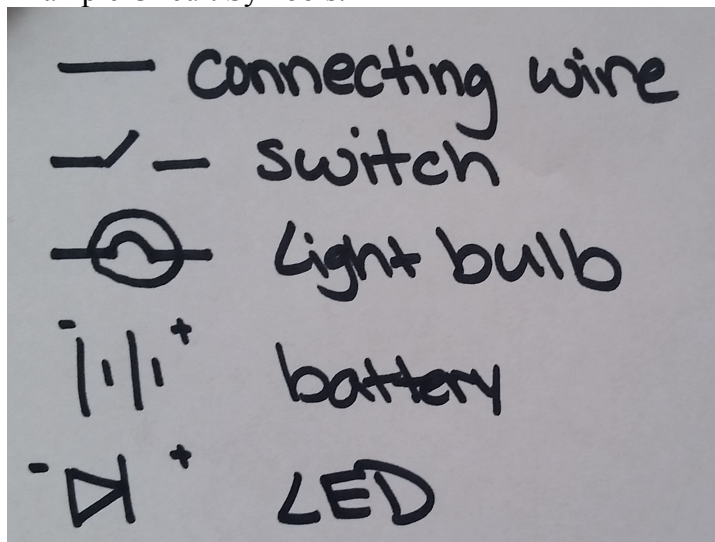 connecting wire
switch
Light bulb
- +
battery
- +
LED